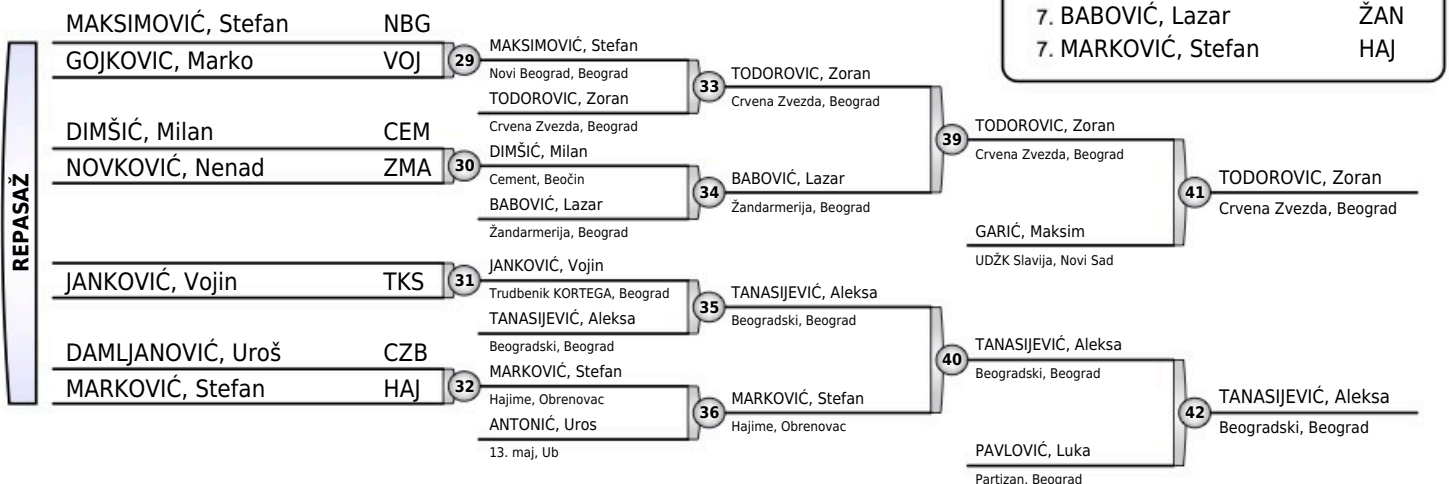 7. BABOVIĆ, Lazar ŽAN
7. MARKOVIĆ, Stefan HAJ
REPASAŽ
MAKSIMOVIĆ, Stefan NBG
GOJKOVIC, Marko VOJ
DIMŠIĆ, Milan CEM
NOVKOVIĆ, Nenad ZMA
JANKOVIĆ, Vojin TKS
DAMLJANOVIĆ, Uroš CZB
MARKOVIĆ, Stefan HAJ
29
30
31
32
MAKSIMOVIĆ, Stefan
Novi Beograd, Beograd
TODOROVIC, Zoran
Crvena Zvezda, Beograd
DIMŠIĆ, Milan
Cement, Beočin
BABOVIĆ, Lazar
Žandarmerija, Beograd
JANKOVIĆ, Vojin
Trudbenik KORTEGA, Beograd
TANASIJEVIĆ, Aleksa
Beogradski, Beograd
MARKOVIĆ, Stefan
Hajime, Obrenovac
ANTONIĆ, Uros
13. maj, Ub
33
34
35
36
TODOROVIC, Zoran
Crvena Zvezda, Beograd
BABOVIĆ, Lazar
Žandarmerija, Beograd
TANASIJEVIĆ, Aleksa
Beogradski, Beograd
MARKOVIĆ, Stefan
Hajime, Obrenovac
39
40
TODOROVIC, Zoran
Crvena Zvezda, Beograd
GARIĆ, Maksim
UDŽK Slavija, Novi Sad
TANASIJEVIĆ, Aleksa
Beogradski, Beograd
PAVLOVIĆ, Luka
Partizan, Beograd
41
42
TODOROVIC, Zoran
Crvena Zvezda, Beograd
TANASIJEVIĆ, Aleksa
Beogradski, Beograd